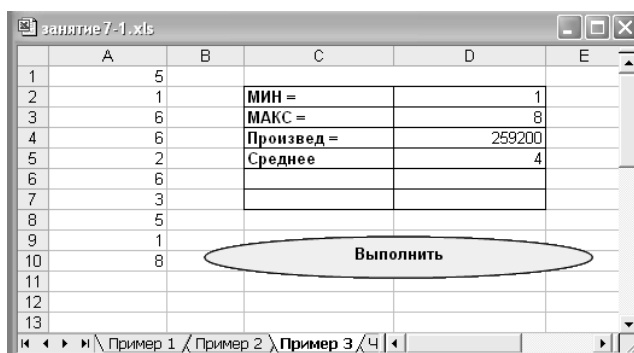 занятие7-1.xls
A B C D E
1 5
2 1 МИН = 1
3 6 МАКС = 8
4 6 Произвед = 259200
5 2 Среднее 4
6 6
7 3
8 5
9 1
10 8
Выполнить
11
12
13
Пример 1 / Пример 2 \ Пример 3 / Ч